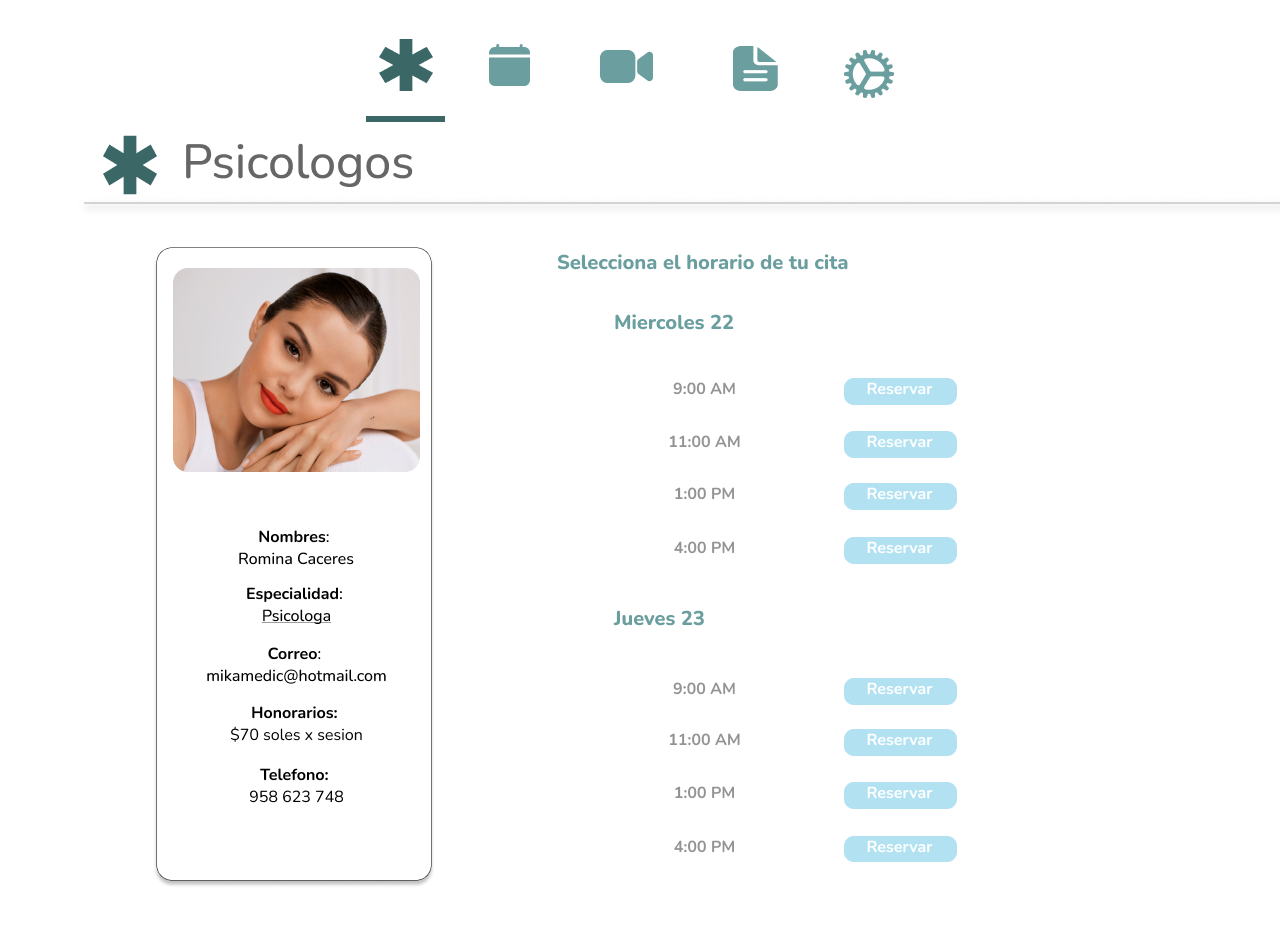 Psicologos
Nombres:
Romina Caceres
Especialidad:
Psicologa
Correo:
mikamedic@hotmail.com
Honorarios:
$70 soles x sesion
Telefono:
958 623 748
Selecciona el horario de tu cita
Miercoles 22
9:00 AM Reservar
11:00 AM Reservar
1:00 PM Reservar
4:00 PM Reservar
Jueves 23
9:00 AM Reservar
11:00 AM Reservar
1:00 PM Reservar
4:00 PM Reservar